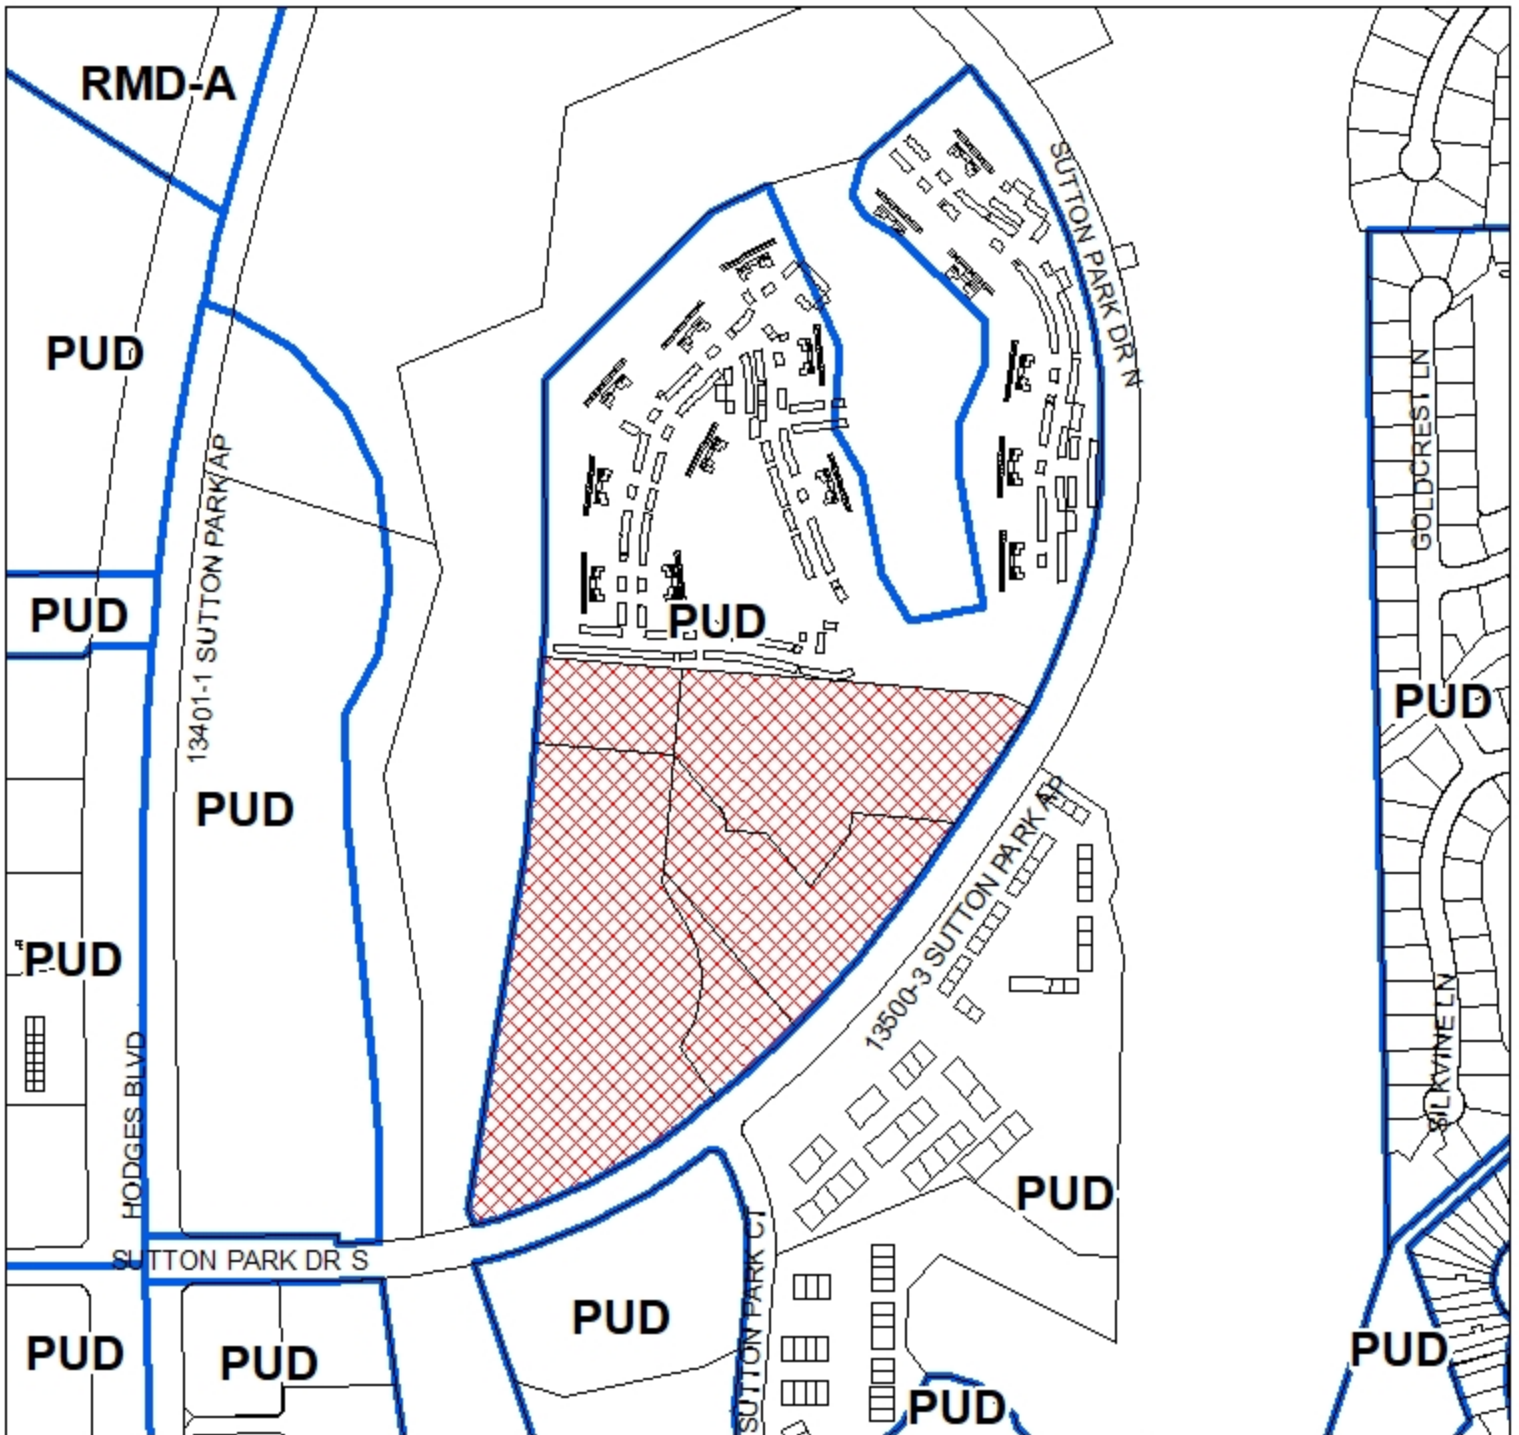 RMD-A
SUTTON PARK DR N
PUD
GOLDCREST LN
13401-1 SUTTON PARK AP
PUD
PUD
PUD
PUD
13500-3 SUTTON PARK AP
PUD
HODGES BLVD
SILKVINE LN
PUD
SUTTON PARK DR S
SUTTON PARK CT
PUD
PUD
PUD
PUD
PUD